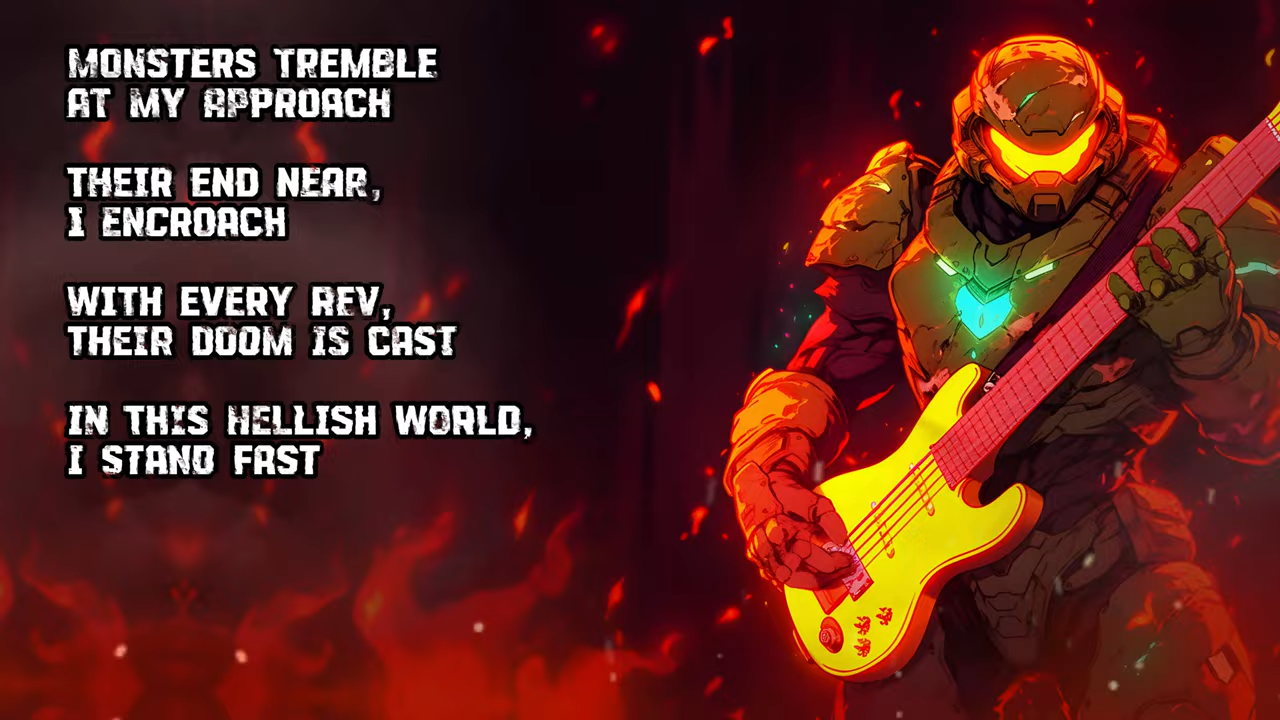 MONSTERS TREMBLE
AT MY APPROACH
THEIR END NEAR,
I ENCROACH
WITH EVERY REV,
THEIR DOOM IS CAST
IN THIS HELLISH WORLD,
I STAND FAST